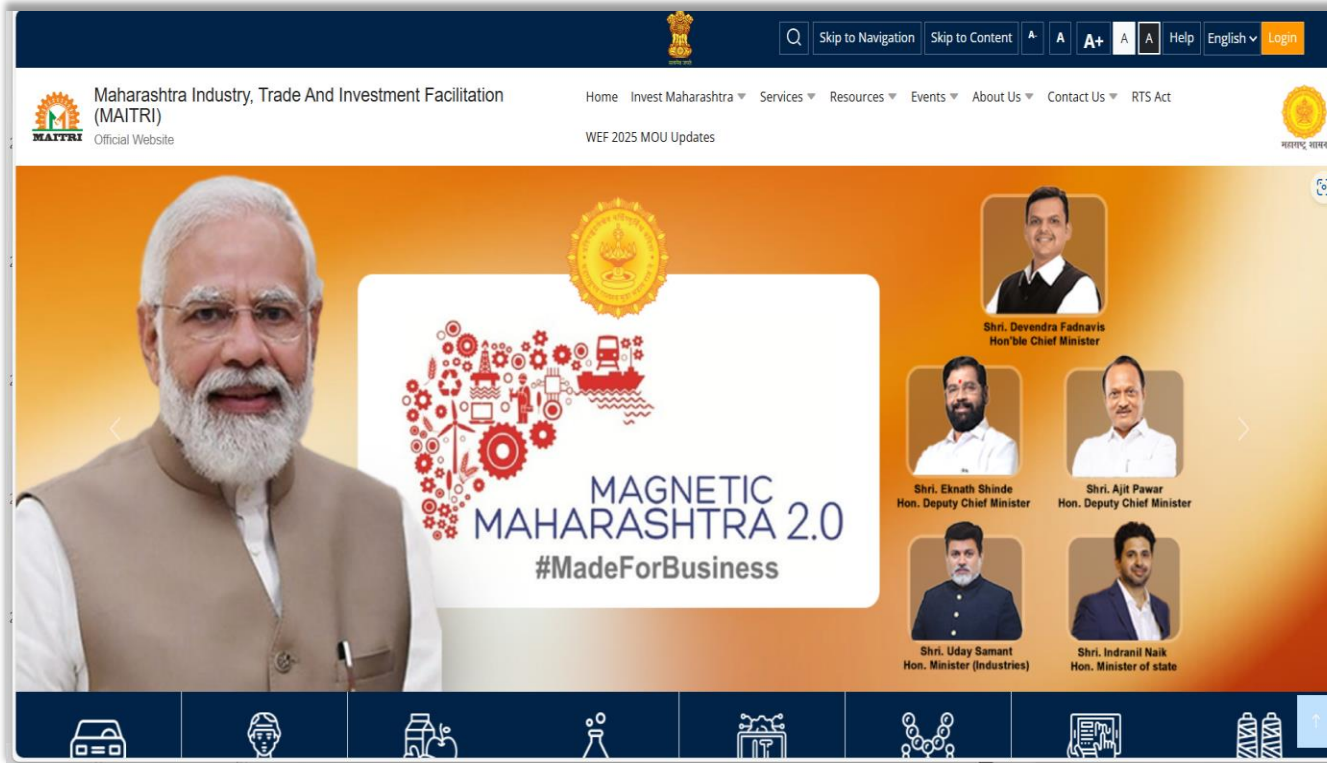 Skip to Navigation
Skip to Content
A-
A
A+
A
A
Help
English
Login
MAITRI
Maharashtra Industry, Trade And Investment Facilitation
(MAITRI)
Official Website
Home Invest Maharashtra Services Resources Events About Us Contact Us RTS Act
WEF 2025 MOU Updates
महाराष्ट्र शासन
MAGNETIC
MAHARASHTRA 2.0
#MadeForBusiness
Shri. Devendra Fadnavis
Hon'ble Chief Minister
Shri. Eknath Shinde
Hon. Deputy Chief Minister
Shri. Ajit Pawar
Hon. Deputy Chief Minister
Shri. Uday Samant
Hon. Minister (Industries)
Shri. Indranil Naik
Hon. Minister of state
IT